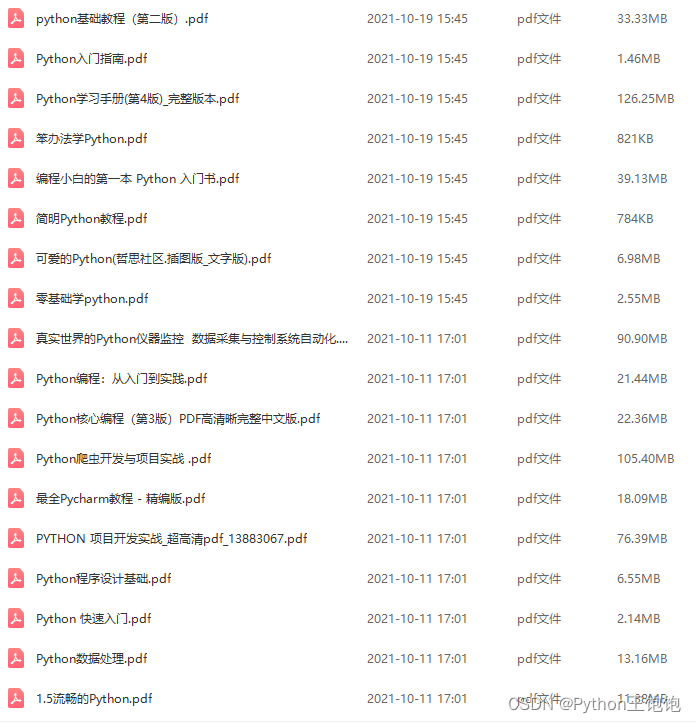 python基础教程（第二版）.pdf 2021-10-19 15:45 pdf文件 33.33MB
Python入门指南.pdf 2021-10-19 15:45 pdf文件 1.46MB
Python学习手册(第4版)_完整版本.pdf 2021-10-19 15:45 pdf文件 126.25MB
笨办法学Python.pdf 2021-10-19 15:45 pdf文件 821KB
编程小白的第一本 Python 入门书.pdf 2021-10-19 15:45 pdf文件 39.13MB
简明Python教程.pdf 2021-10-19 15:45 pdf文件 784KB
可爱的Python(哲思社区.插图版_文字版).pdf 2021-10-19 15:45 pdf文件 6.98MB
零基础学python.pdf 2021-10-19 15:45 pdf文件 2.55MB
真实世界的Python仪器监控 数据采集与控制系统自动化.... 2021-10-11 17:01 pdf文件 90.90MB
Python编程：从入门到实践.pdf 2021-10-11 17:01 pdf文件 21.44MB
Python核心编程（第3版）PDF高清晰完整中文版.pdf 2021-10-11 17:01 pdf文件 22.36MB
Python爬虫开发与项目实战 .pdf 2021-10-11 17:01 pdf文件 105.40MB
最全Pycharm教程 - 精编版.pdf 2021-10-11 17:01 pdf文件 18.09MB
PYTHON 项目开发实战_超高清pdf_13883067.pdf 2021-10-11 17:01 pdf文件 76.39MB
Python程序设计基础.pdf 2021-10-11 17:01 pdf文件 6.55MB
Python 快速入门.pdf 2021-10-11 17:01 pdf文件 2.14MB
Python数据处理.pdf 2021-10-11 17:01 pdf文件 13.16MB
1.5流畅的Python.pdf 2021-10-11 17:01 pdf文件
CSDN @Python王饱饱